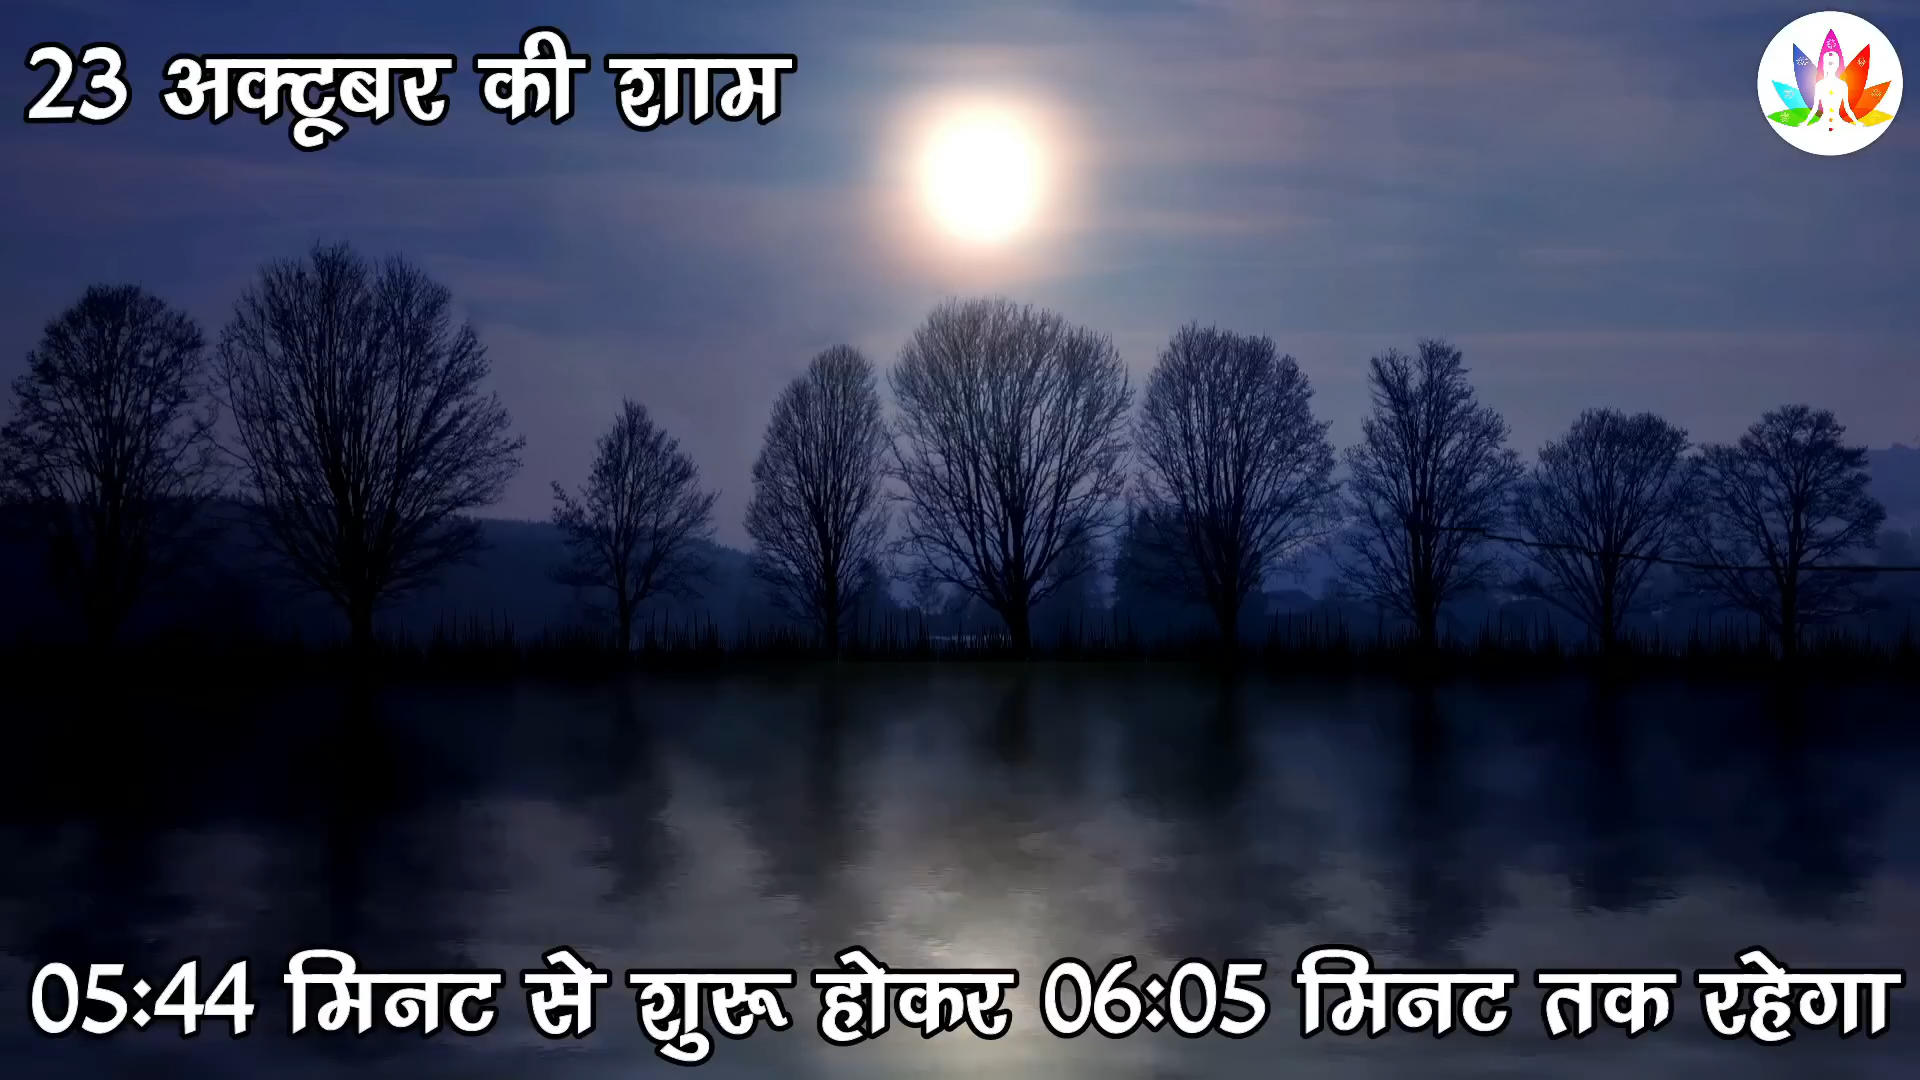 23 अक्टूबर की शाम
05:44 मिनट से शुरू होकर 06:05 मिनट तक रहेगा